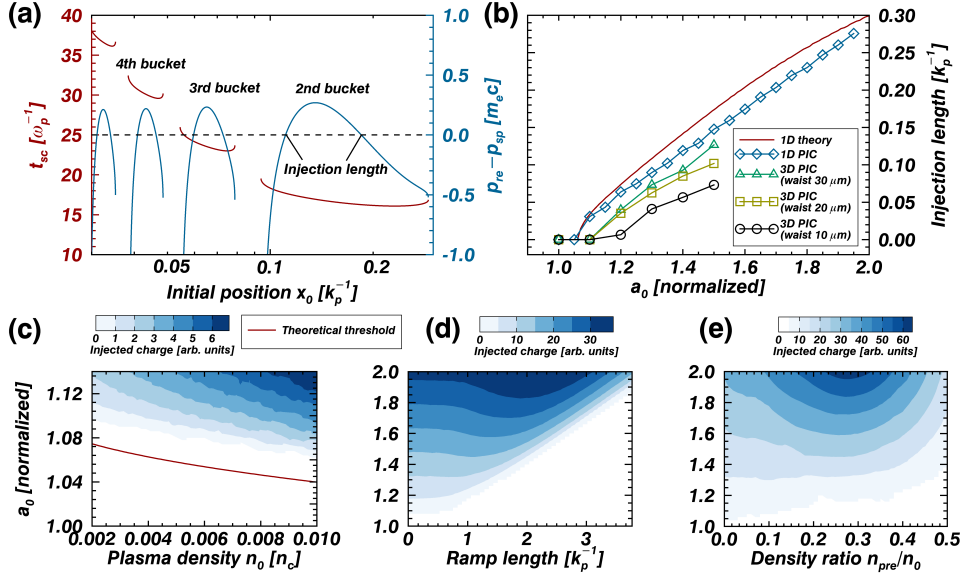 (a)
40
35
30
25
20
15
10
t_sc [ω_p^-1]
4th bucket
3rd bucket
2nd bucket
Injection length
1.0
0.5
0.0
-0.5
-1.0
p_re − p_sp [m_e c]
0.05 0.1 0.2
Initial position x_0 [k_p^-1]
(b)
0.30
0.25
0.20
0.15
0.10
0.05
0.00
Injection length [k_p^-1]
1D theory
1D PIC
3D PIC
(waist 30 μm)
3D PIC
(waist 20 μm)
3D PIC
(waist 10 μm)
1.0 1.2 1.4 1.6 1.8 2.0
a_0 [normalized]
(c)
0 1 2 3 4 5 6
Injected charge [arb. units]
Theoretical threshold
1.12
1.08
1.04
1.00
a_0 [normalized]
0.002 0.004 0.006 0.008 0.010
Plasma density n_0 [n_c]
(d)
0 10 20 30
Injected charge [arb. units]
2.0
1.8
1.6
1.4
1.2
1.0
0 1 2 3
Ramp length [k_p^-1]
(e)
0 10 20 30 40 50 60
Injected charge [arb. units]
2.0
1.8
1.6
1.4
1.2
1.0
0.0 0.1 0.2 0.3 0.4 0.5
Density ratio n_pre/n_0